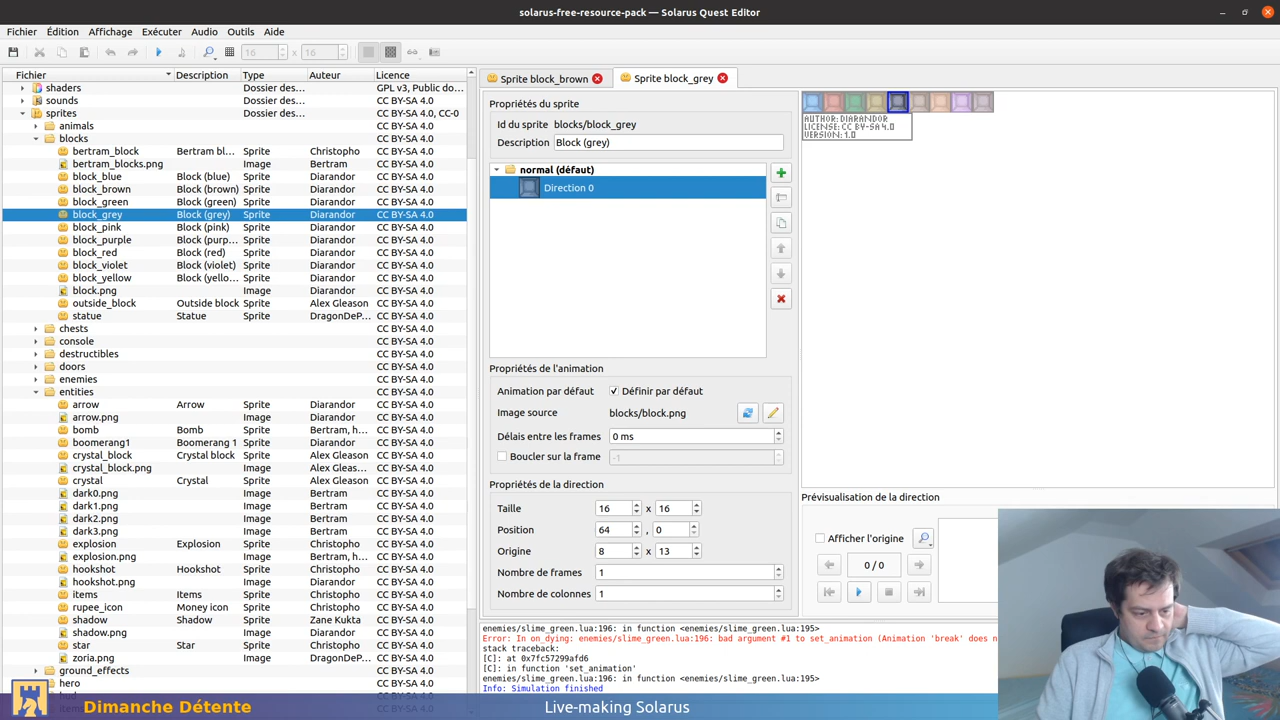 solarus-free-resource-pack — Solarus Quest Editor
Fichier Édition Affichage Exécuter Audio Outils Aide
16 x 16
Fichier Description Type Auteur Licence
shaders Dossier des... GPL v3, Public do...
sounds Dossier des... CC BY-SA 4.0
sprites Dossier des... CC BY-SA 4.0, CC-0
animals CC BY-SA 4.0
blocks CC BY-SA 4.0
bertram_block Bertram bl... Sprite Christopho CC BY-SA 4.0
bertram_blocks.png Image Bertram CC BY-SA 4.0
block_blue Block (blue) Sprite Diarandor CC BY-SA 4.0
block_brown Block (brown) Sprite Diarandor CC BY-SA 4.0
block_green Block (green) Sprite Diarandor CC BY-SA 4.0
block_grey Block (grey) Sprite Diarandor CC BY-SA 4.0
block_pink Block (pink) Sprite Diarandor CC BY-SA 4.0
block_purple Block (purp... Sprite Diarandor CC BY-SA 4.0
block_red Block (red) Sprite Diarandor CC BY-SA 4.0
block_violet Block (violet) Sprite Diarandor CC BY-SA 4.0
block_yellow Block (yello... Sprite Diarandor CC BY-SA 4.0
block.png Image Diarandor CC BY-SA 4.0
outside_block Outside block Sprite Alex Gleason CC BY-SA 4.0
statue Statue Sprite DragonDeP... CC BY-SA 4.0
chests CC BY-SA 4.0
console CC BY-SA 4.0
destructibles CC BY-SA 4.0
doors CC BY-SA 4.0
enemies CC BY-SA 4.0
entities CC BY-SA 4.0
arrow Arrow Sprite Diarandor CC BY-SA 4.0
arrow.png Image Diarandor CC BY-SA 4.0
bomb Bomb Sprite Bertram, h... CC BY-SA 4.0
boomerang1 Boomerang 1 Sprite Diarandor CC BY-SA 4.0
crystal_block Crystal block Sprite Alex Gleason CC BY-SA 4.0
crystal_block.png Image Alex Gleas... CC BY-SA 4.0
crystal Crystal Sprite Alex Gleason CC BY-SA 4.0
dark0.png Image Bertram CC BY-SA 4.0
dark1.png Image Bertram CC BY-SA 4.0
dark2.png Image Bertram CC BY-SA 4.0
dark3.png Image Bertram CC BY-SA 4.0
explosion Explosion Sprite Christopho CC BY-SA 4.0
explosion.png Image Bertram, h... CC BY-SA 4.0
hookshot Hookshot Sprite Christopho CC BY-SA 4.0
hookshot.png Image Diarandor CC BY-SA 4.0
items Items Sprite Christopho CC BY-SA 4.0
rupee_icon Money icon Sprite Christopho CC BY-SA 4.0
shadow Shadow Sprite Zane Kukta CC BY-SA 4.0
shadow.png Image Diarandor CC BY-SA 4.0
star Star Sprite Christopho CC BY-SA 4.0
zoria.png Image DragonDeP... CC BY-SA 4.0
ground_effects CC BY-SA 4.0
hero CC BY-SA 4.0
Sprite block_brown Sprite block_grey
Propriétés du sprite
Id du sprite blocks/block_grey
Description Block (grey)
normal (défaut)
Direction 0
Propriétés de l'animation
Animation par défaut Définir par défaut
Image source blocks/block.png
Délais entre les frames 0 ms
Boucler sur la frame -1
Propriétés de la direction
Taille 16 x 16
Position 64 , 0
Origine 8 x 13
Nombre de frames 1
Nombre de colonnes 1
AUTHOR: DIARANDOR
LICENSE: CC BY-SA 4.0
VERSION: 1.0
Prévisualisation de la direction
Afficher l'origine
0 / 0
enemies/slime_green.lua:196: in function <enemies/slime_green.lua:195>
Error: In on_dying: enemies/slime_green.lua:196: bad argument #1 to set_animation (Animation 'break' does n
stack traceback:
[C]: at 0x7fc57299afd6
[C]: in function 'set_animation'
enemies/slime_green.lua:196: in function <enemies/slime_green.lua:195>
Info: Simulation finished
Dimanche Détente Live-making Solarus